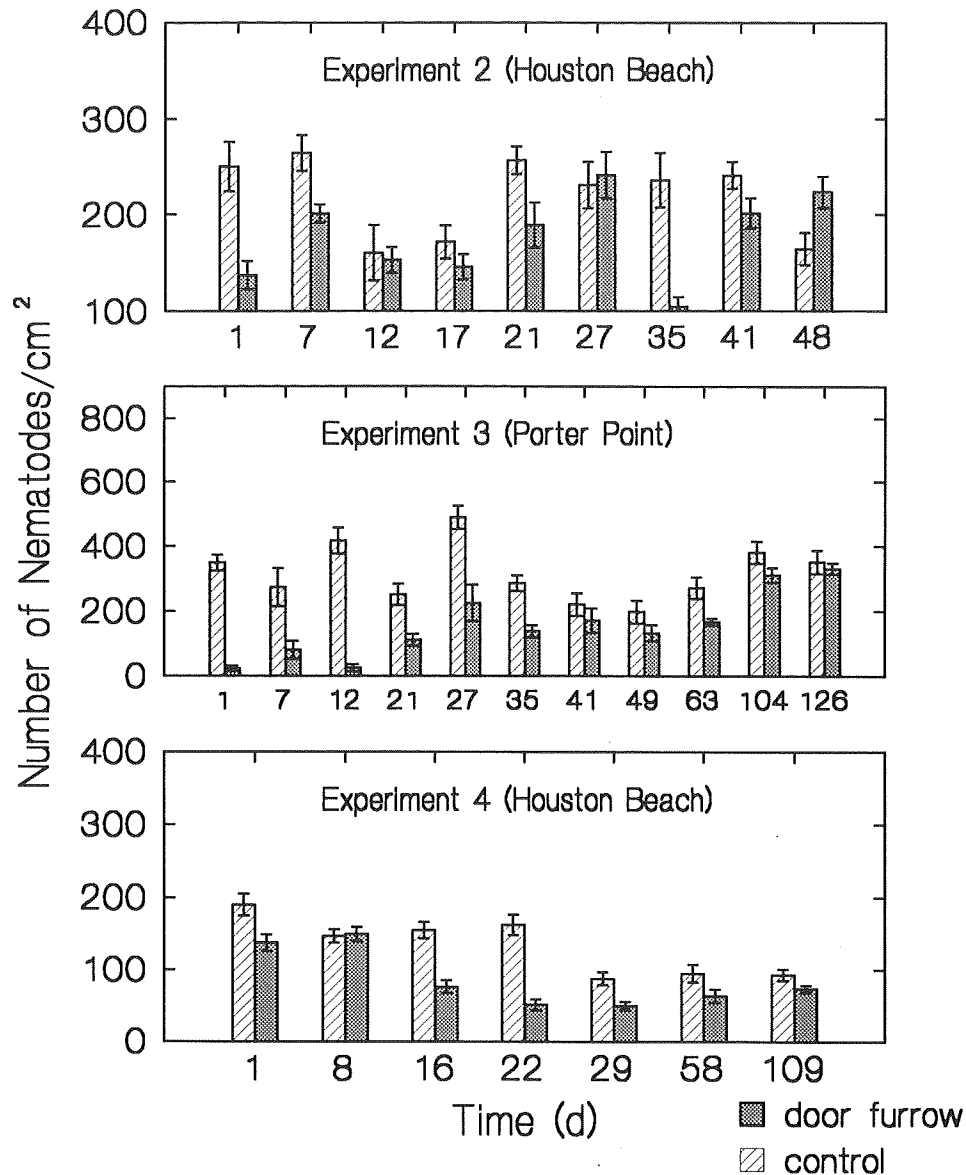 Number of Nematodes/cm²
400
300
200
100
Experiment 2 (Houston Beach)
1 7 12 17 21 27 35 41 48
800
600
400
200
0
Experiment 3 (Porter Point)
1 7 12 21 27 35 41 49 63 104 126
400
300
200
100
0
Experiment 4 (Houston Beach)
1 8 16 22 29 58 109
Time (d)
door furrow
control